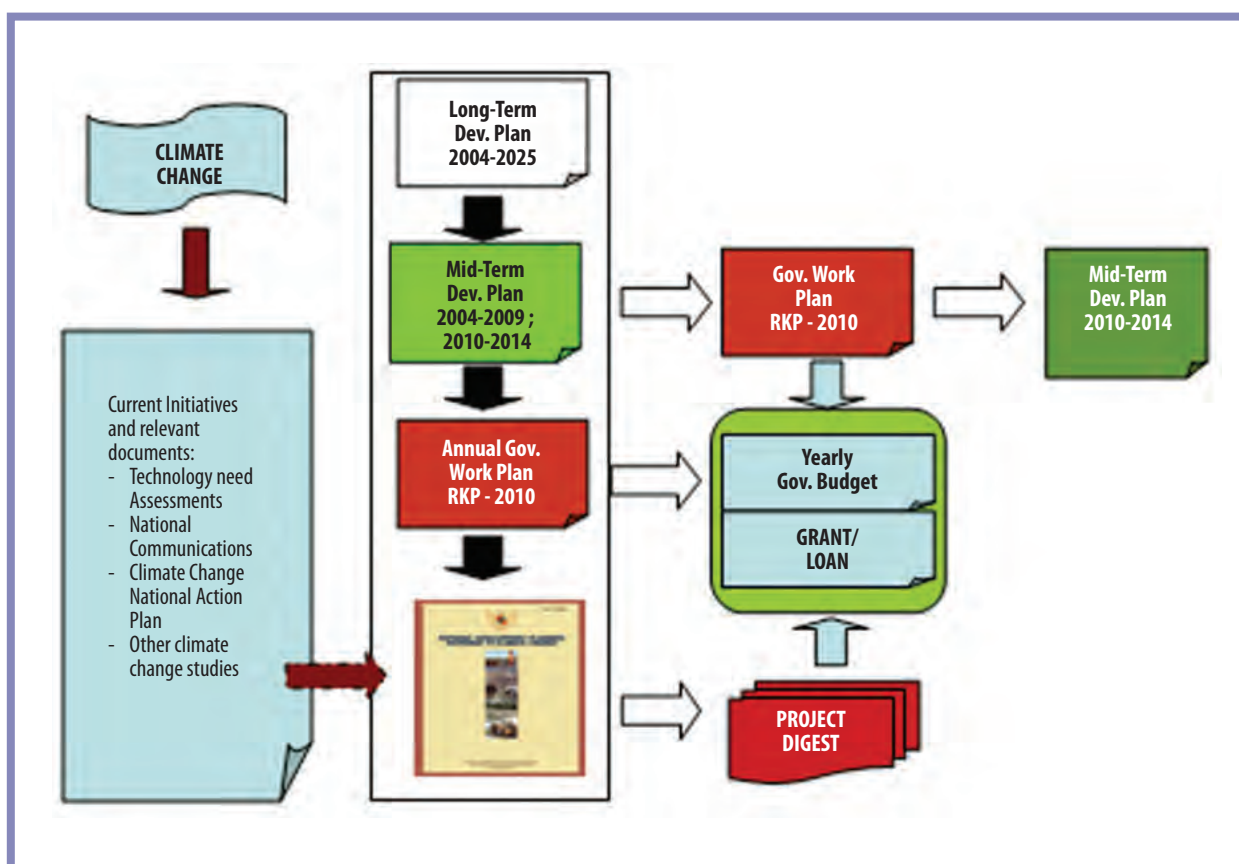 CLIMATE
CHANGE
Current Initiatives
and relevant
documents:
- Technology need
Assessments
- National
Communications
- Climate Change
National Action
Plan
- Other climate
change studies
Long-Term
Dev. Plan
2004-2025
Mid-Term
Dev. Plan
2004-2009 ;
2010-2014
Annual Gov.
Work Plan
RKP - 2010
Gov. Work
Plan
RKP - 2010
Mid-Term
Dev. Plan
2010-2014
Yearly
Gov. Budget
GRANT/
LOAN
PROJECT
DIGEST